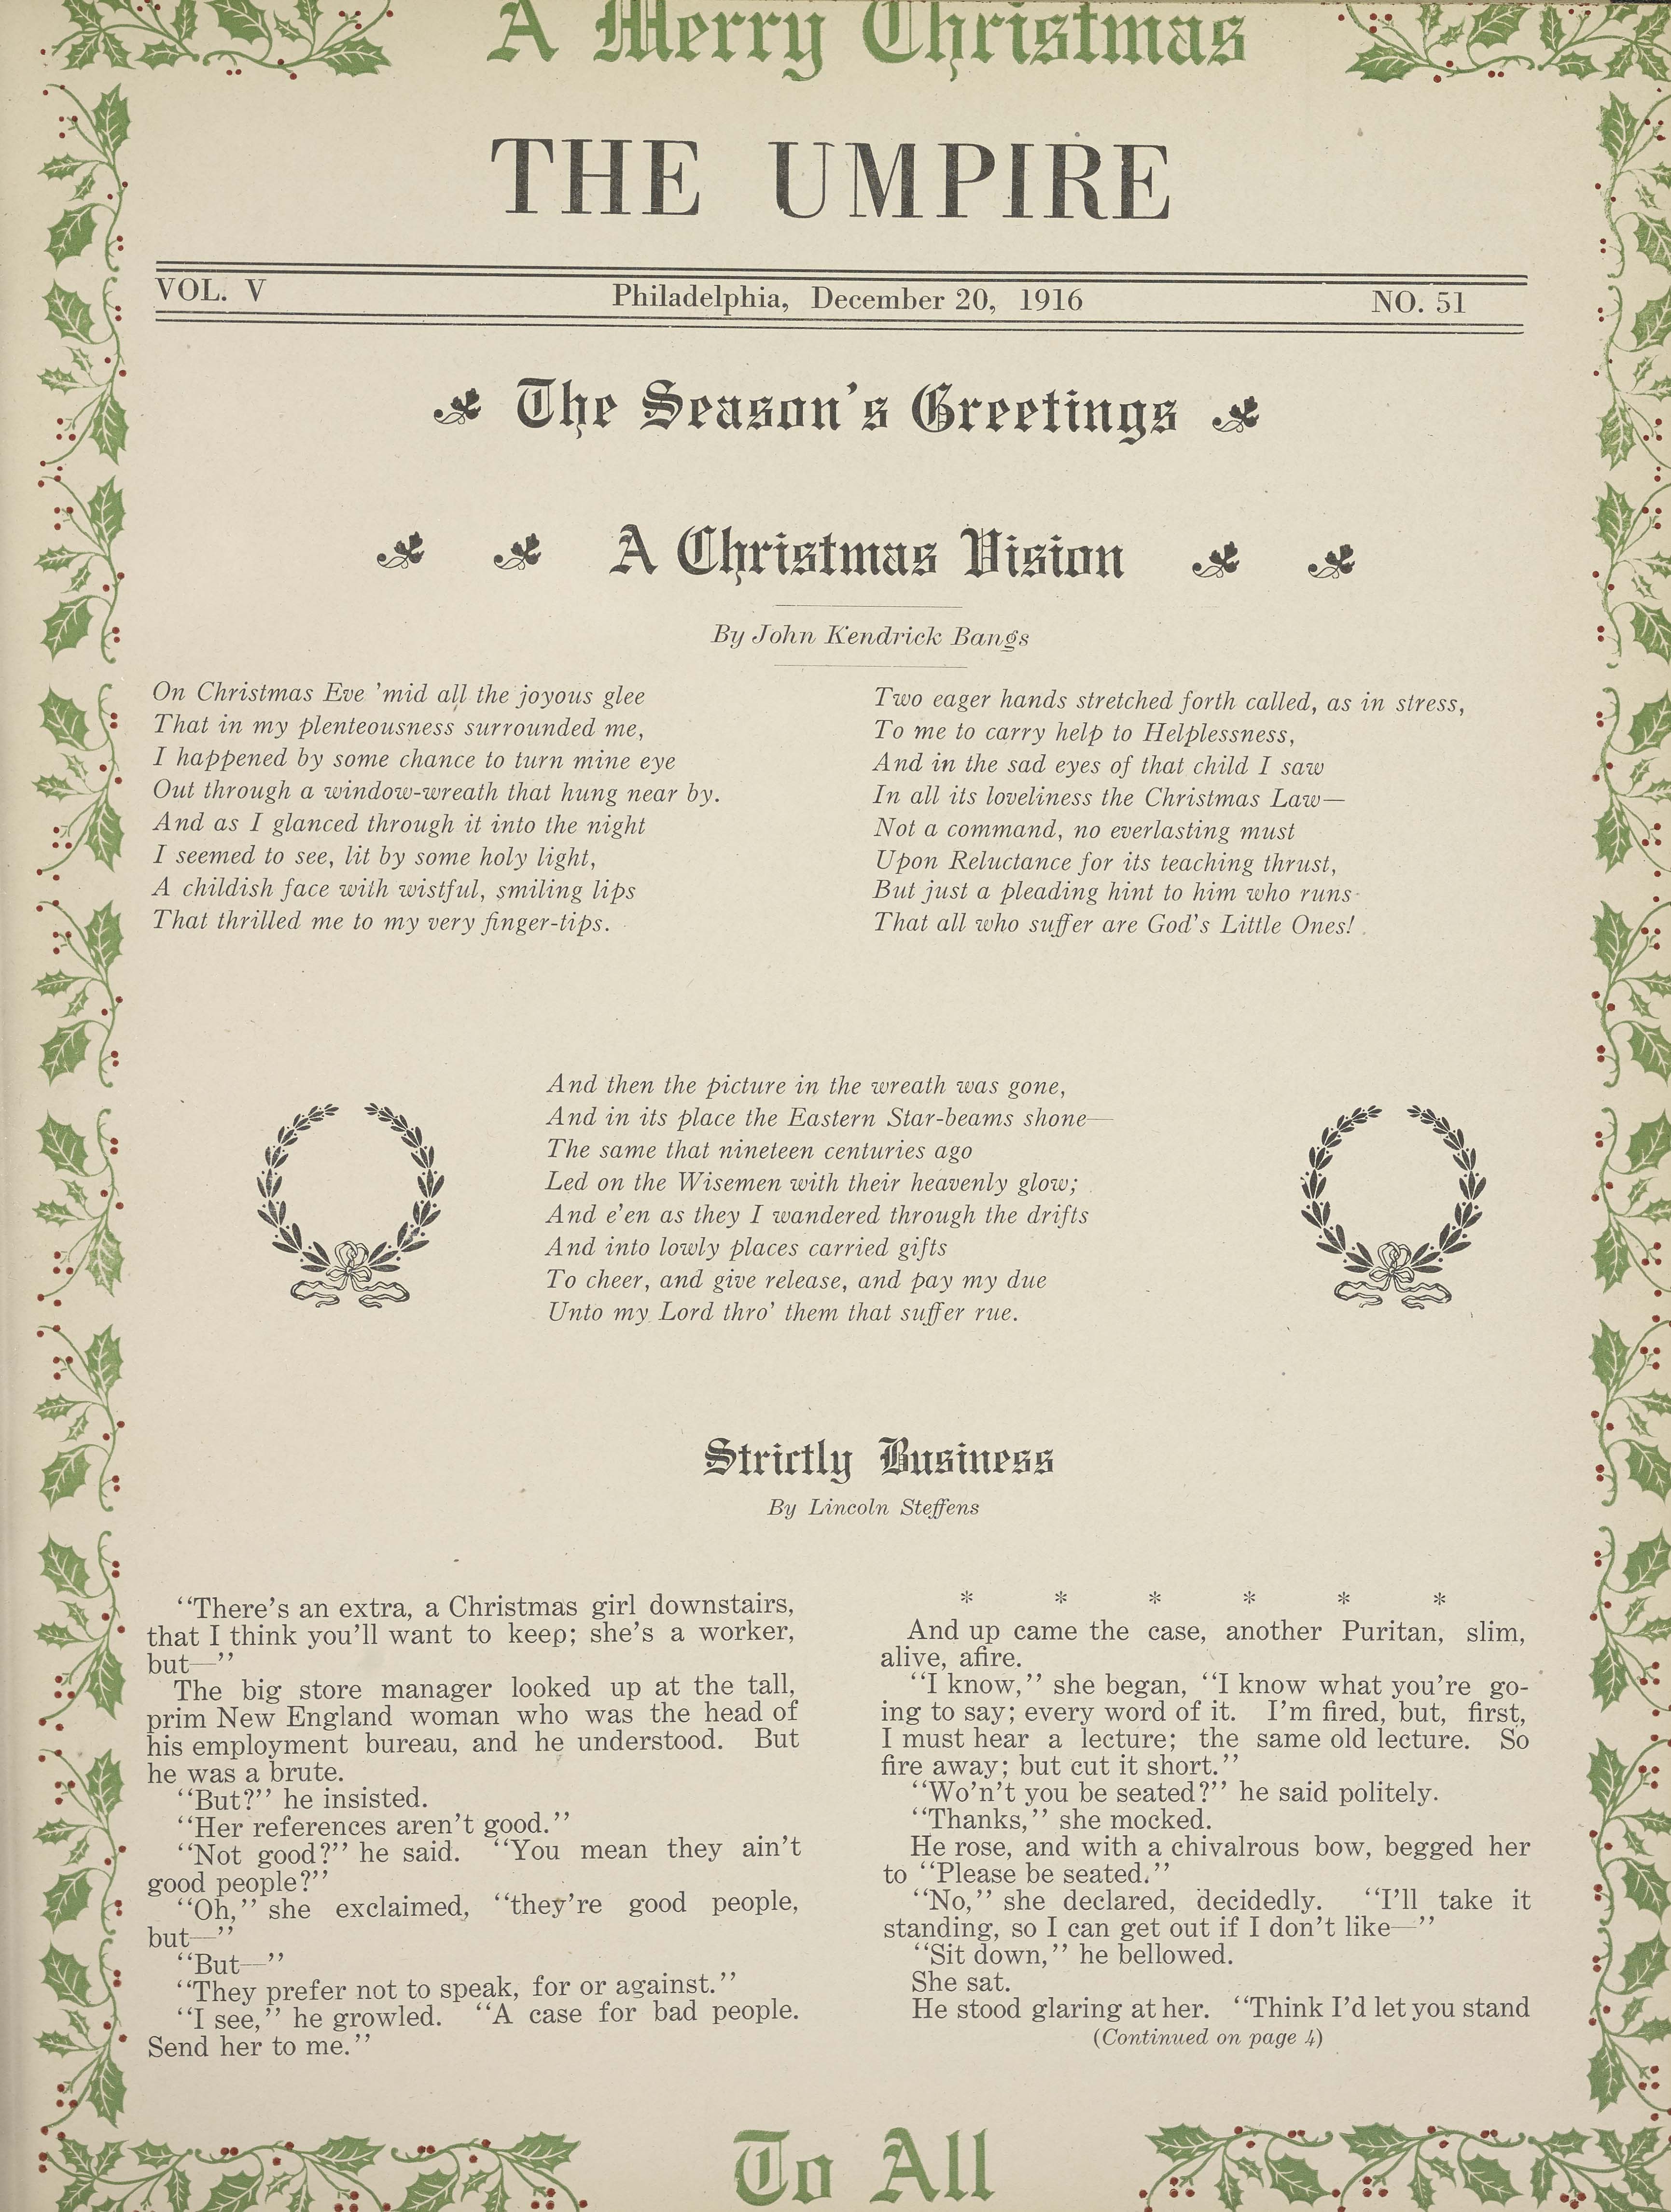 A Merry Christmas
THE UMPIRE
VOL. V Philadelphia, December 20, 1916 NO. 51
The Season's Greetings
A Christmas Vision
By John Kendrick Bangs
On Christmas Eve 'mid all the joyous glee
That in my plenteousness surrounded me,
I happened by some chance to turn mine eye
Out through a window-wreath that hung near by.
And as I glanced through it into the night
I seemed to see, lit by some holy light,
A childish face with wistful, smiling lips
That thrilled me to my very finger-tips.
Two eager hands stretched forth called, as in stress,
To me to carry help to Helplessness,
And in the sad eyes of that child I saw
In all its loveliness the Christmas Law—
Not a command, no everlasting must
Upon Reluctance for its teaching thrust,
But just a pleading hint to him who runs
That all who suffer are God's Little Ones!
And then the picture in the wreath was gone,
And in its place the Eastern Star-beams shone—
The same that nineteen centuries ago
Led on the Wisemen with their heavenly glow;
And e'en as they I wandered through the drifts
And into lowly places carried gifts
To cheer, and give release, and pay my due
Unto my Lord thro' them that suffer rue.
Strictly Business
By Lincoln Steffens
"There's an extra, a Christmas girl downstairs,
that I think you'll want to keep; she's a worker,
but—"
The big store manager looked up at the tall,
prim New England woman who was the head of
his employment bureau, and he understood. But
he was a brute.
"But?" he insisted.
"Her references aren't good."
"Not good?" he said. "You mean they ain't
good people?"
"Oh," she exclaimed, "they're good people,
but—"
"But—"
"They prefer not to speak, for or against."
"I see," he growled. "A case for bad people.
Send her to me."
* * * * * *
And up came the case, another Puritan, slim,
alive, afire.
"I know," she began, "I know what you're go-
ing to say; every word of it. I'm fired, but, first,
I must hear a lecture; the same old lecture. So
fire away; but cut it short."
"Wo'n't you be seated?" he said politely.
"Thanks," she mocked.
He rose, and with a chivalrous bow, begged her
to "Please be seated."
"No," she declared, decidedly. "I'll take it
standing, so I can get out if I don't like—"
"Sit down," he bellowed.
She sat.
He stood glaring at her. "Think I'd let you stand
(Continued on page 4)
To All